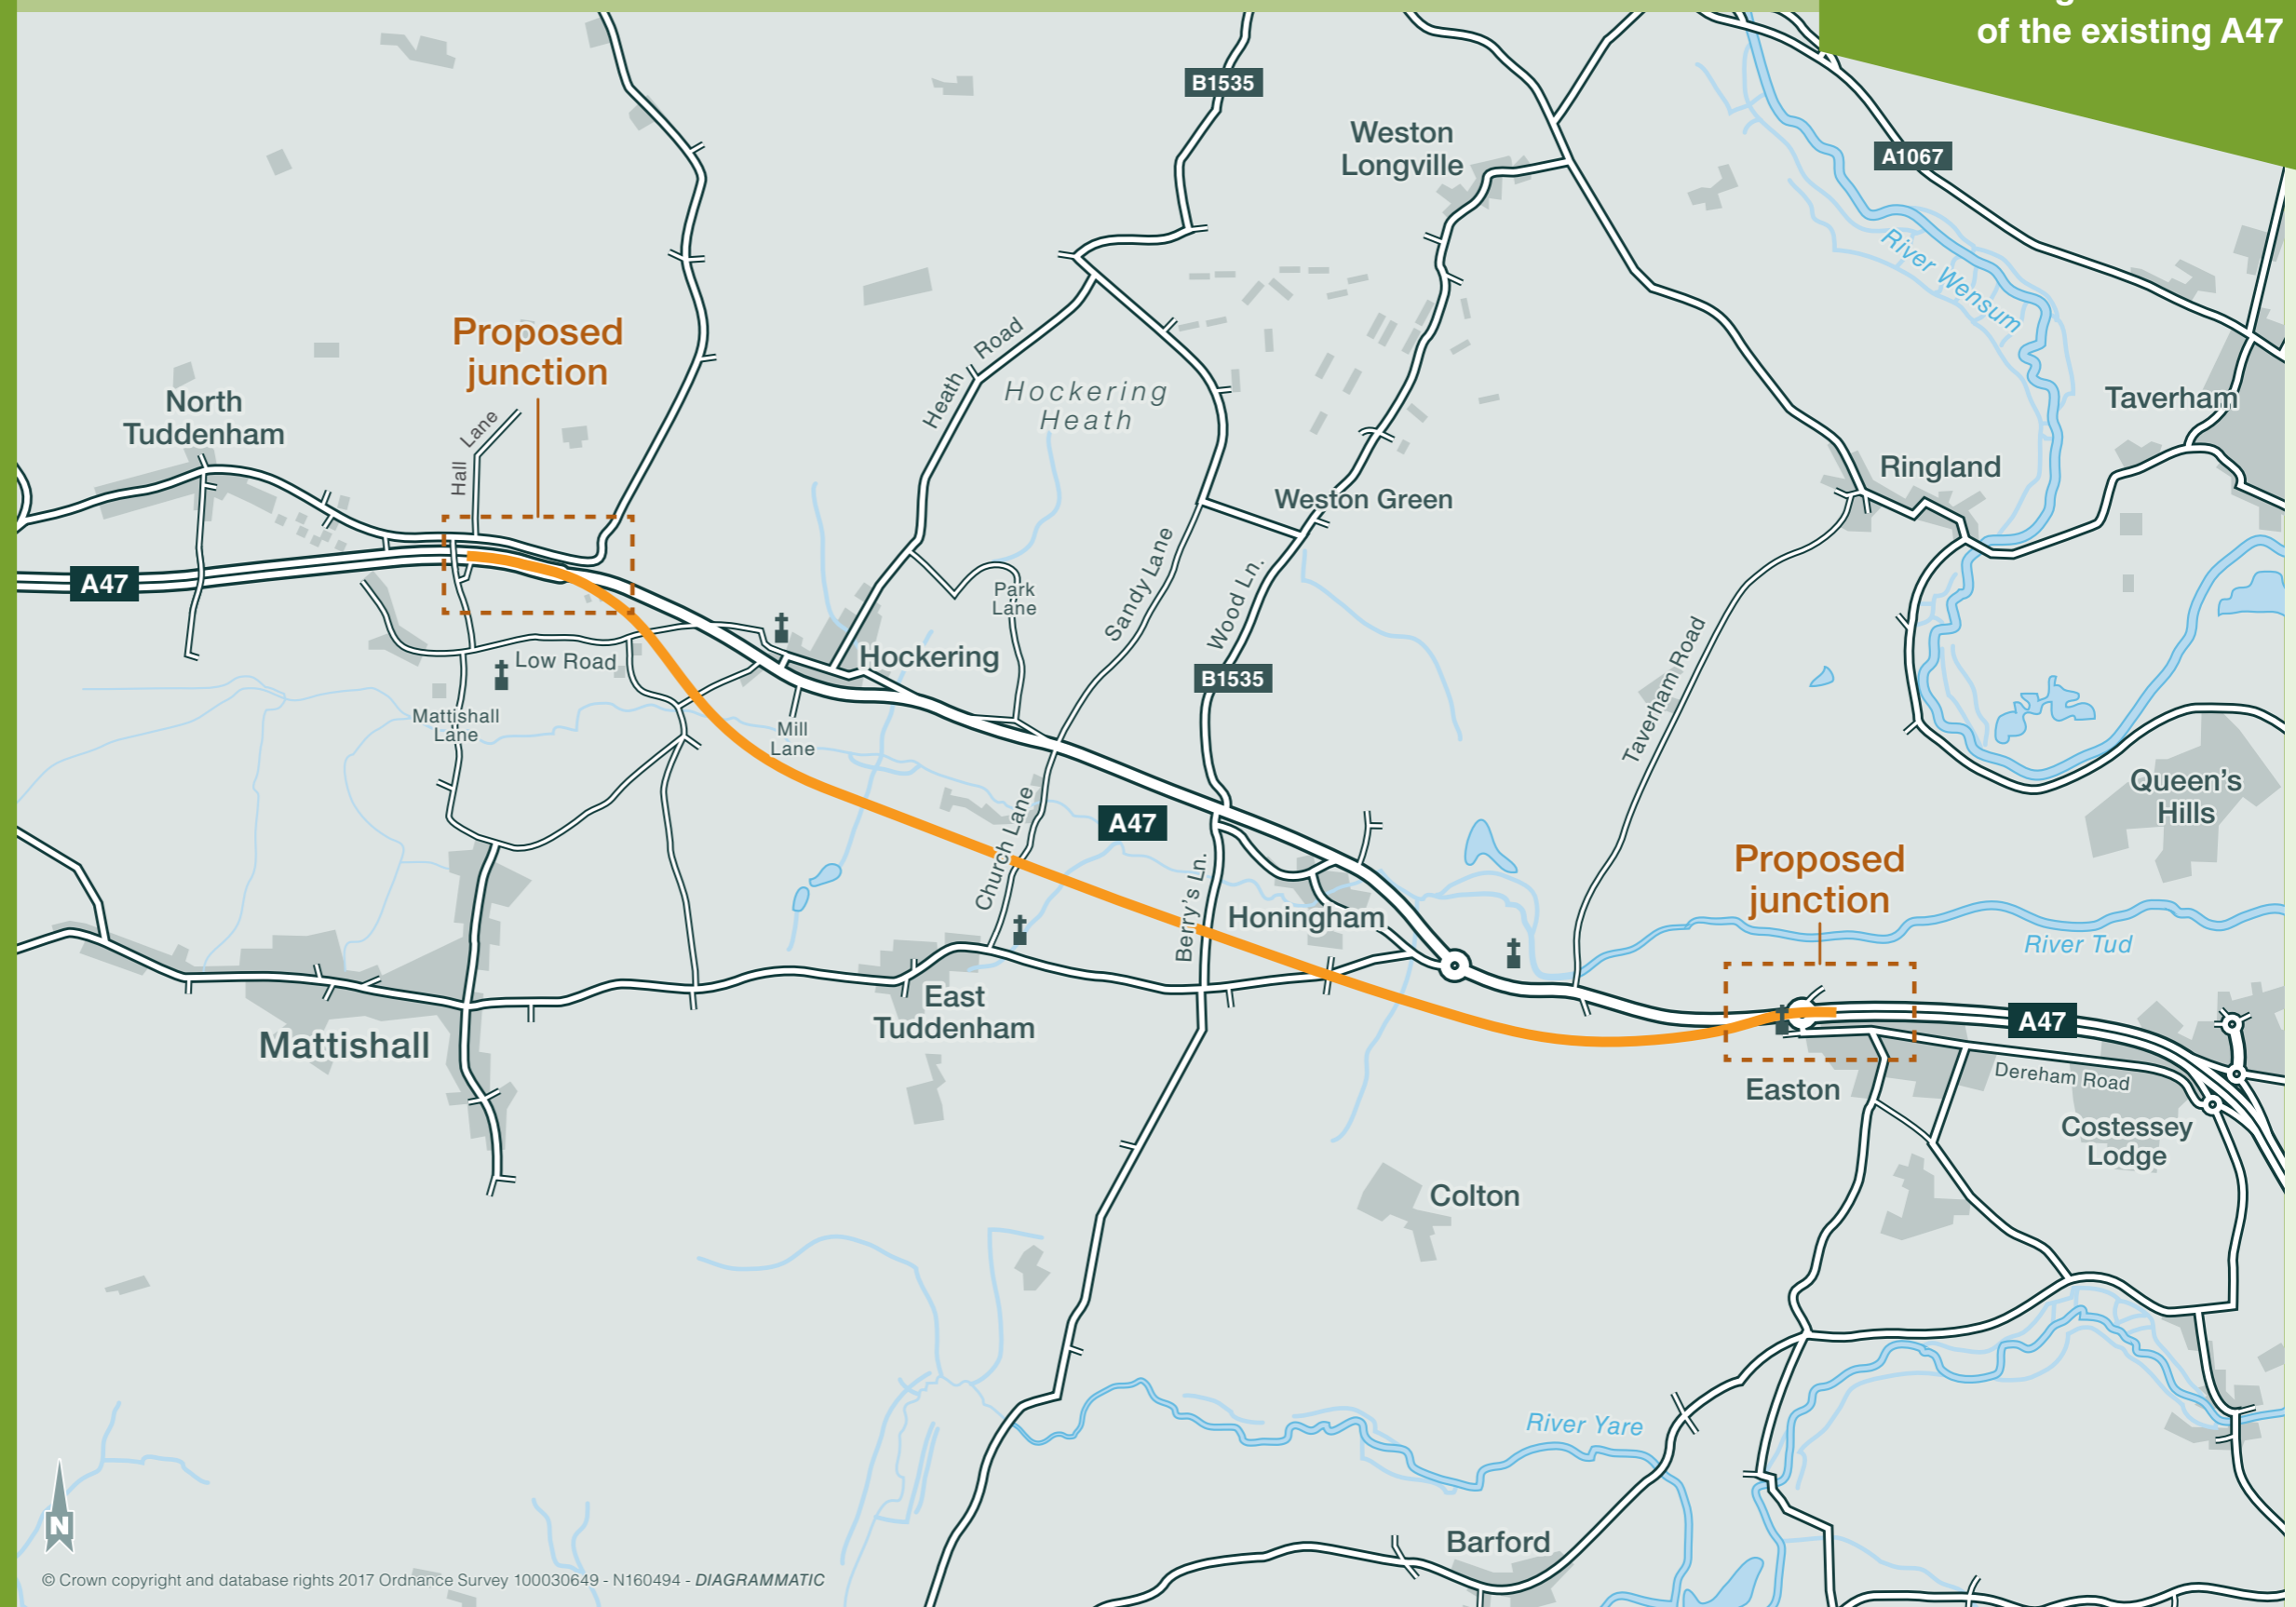 of the existing A47
B1535
Weston
Longville
A1067
River Wensum
Proposed
junction
Heath Road
Hockering
Heath
North
Tuddenham
Hall Lane
Taverham
Ringland
Weston Green
A47
Park
Lane
Sandy Lane
Wood Ln.
Hockering
Low Road
B1535
Taverham Road
Mattishall
Lane
Mill
Lane
Queen's
Hills
Church Lane
A47
Proposed
junction
Berry's Ln.
Honingham
River Tud
East
Tuddenham
A47
Mattishall
Dereham Road
Easton
Costessey
Lodge
Colton
River Yare
Barford
N
© Crown copyright and database rights 2017 Ordnance Survey 100030649 - N160494 - DIAGRAMMATIC